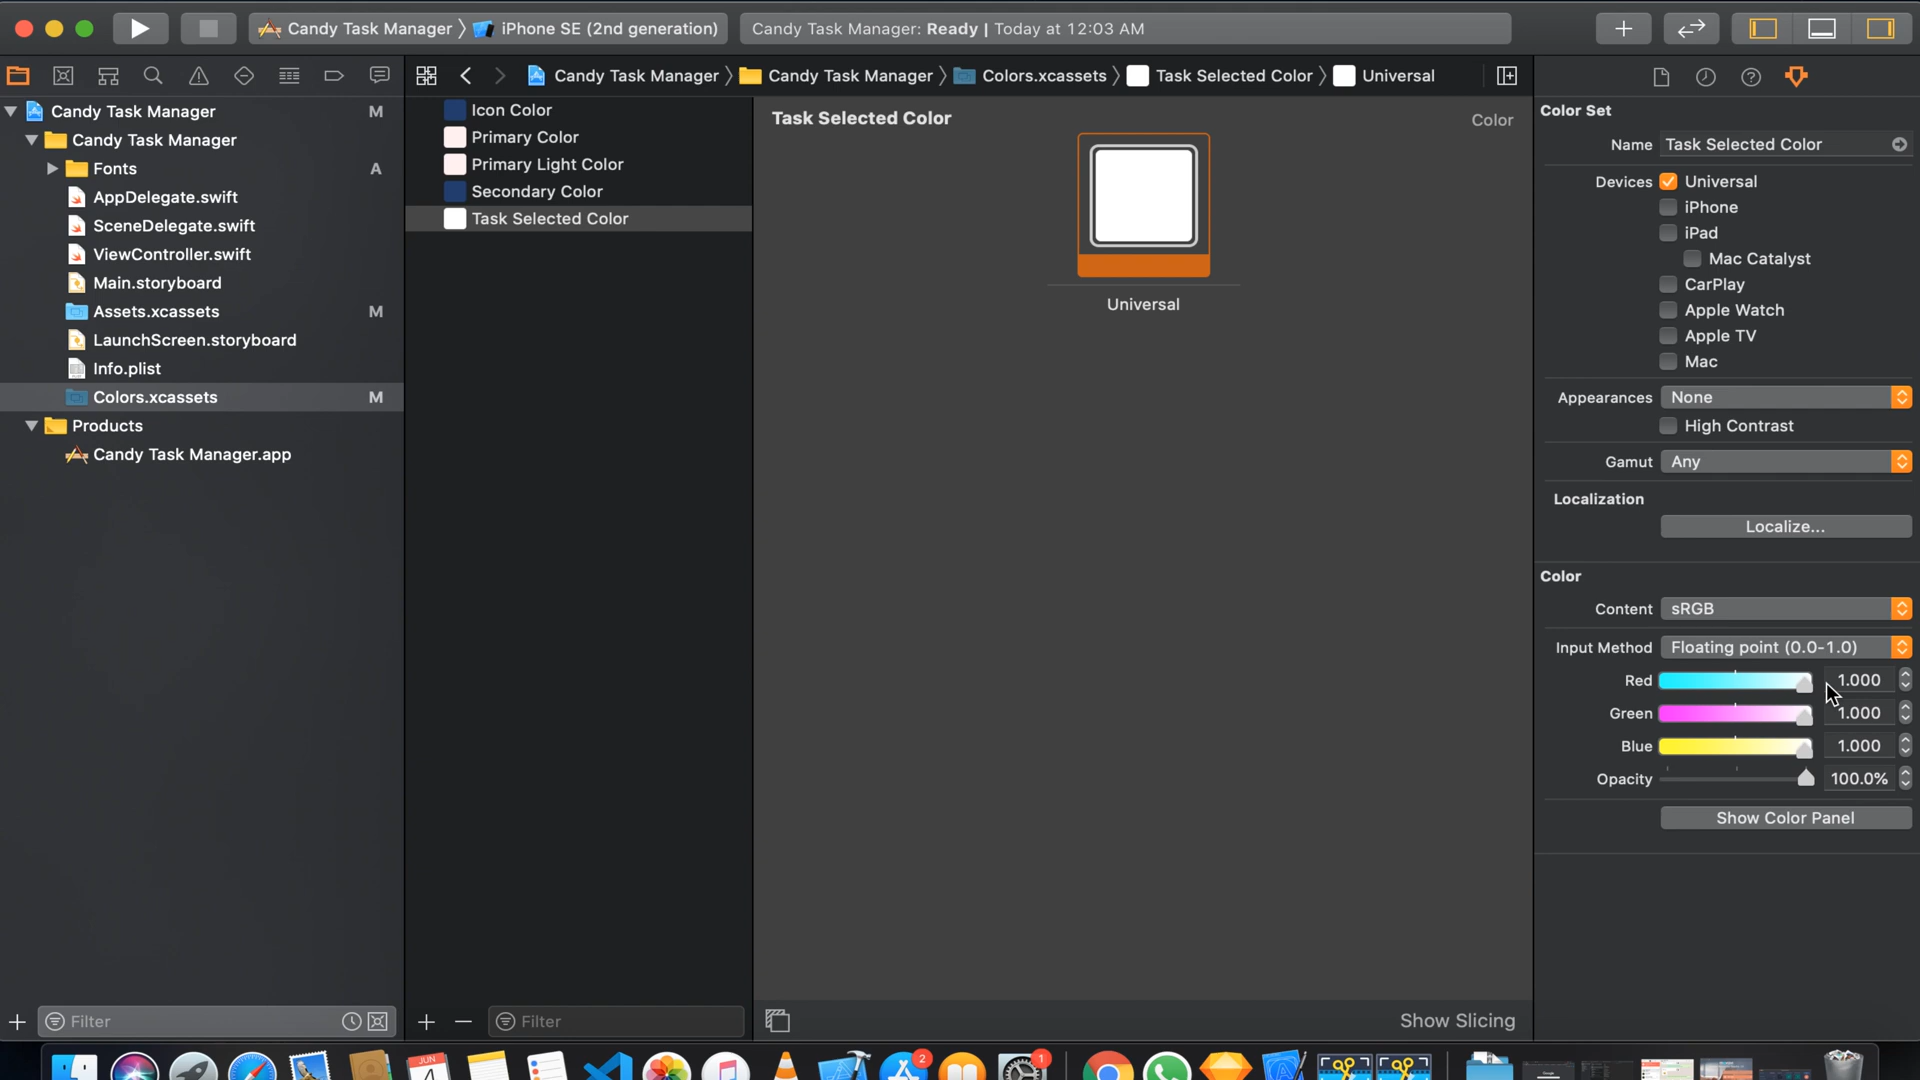 Candy Task Manager 〉 iPhone SE (2nd generation)
Candy Task Manager: Ready | Today at 12:03 AM
Candy Task Manager 〉 Candy Task Manager 〉 Colors.xcassets 〉 Task Selected Color 〉 Universal
Candy Task Manager M
Candy Task Manager
Fonts A
AppDelegate.swift
SceneDelegate.swift
ViewController.swift
Main.storyboard
Assets.xcassets M
LaunchScreen.storyboard
Info.plist
Colors.xcassets M
Products
Candy Task Manager.app
Filter
Icon Color
Primary Color
Primary Light Color
Secondary Color
Task Selected Color
Filter
Task Selected Color
Color
Universal
Show Slicing
Color Set
Name Task Selected Color
Devices Universal
iPhone
iPad
Mac Catalyst
CarPlay
Apple Watch
Apple TV
Mac
Appearances None
High Contrast
Gamut Any
Localization
Localize...
Color
Content sRGB
Input Method Floating point (0.0-1.0)
Red 1.000
Green 1.000
Blue 1.000
Opacity 100.0%
Show Color Panel
JUN
4
2
1